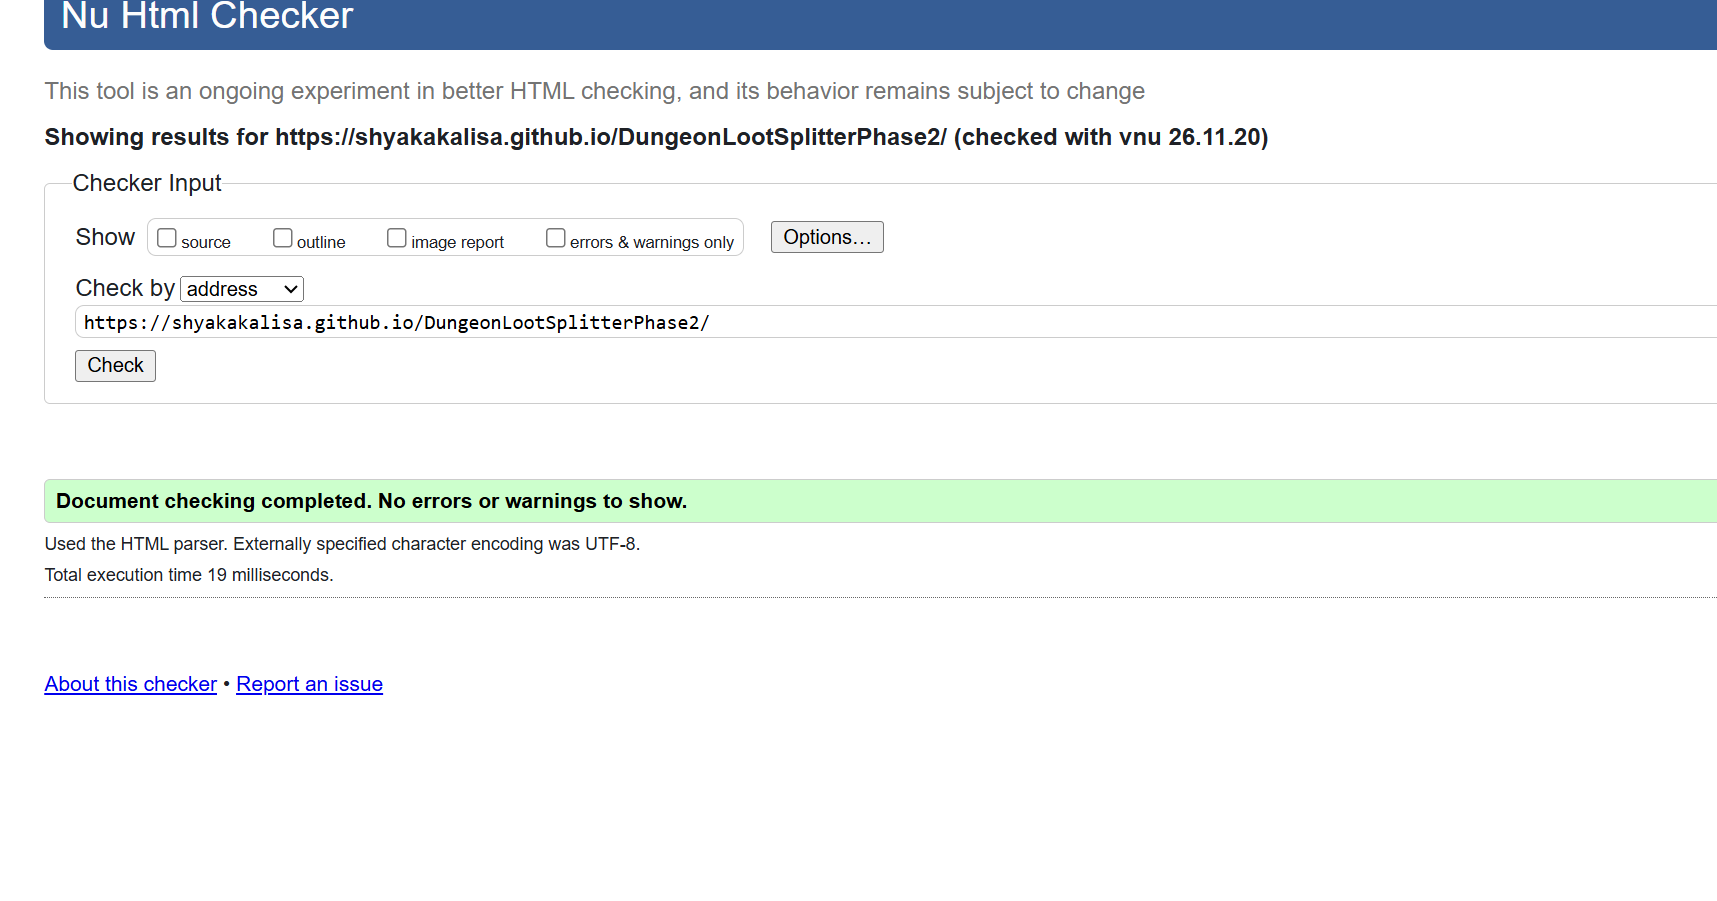 Nu Html Checker
This tool is an ongoing experiment in better HTML checking, and its behavior remains subject to change
Showing results for https://shyakakalisa.github.io/DungeonLootSplitterPhase2/ (checked with vnu 26.11.20)
Checker Input
Show source outline image report errors & warnings only Options…
Check by address
https://shyakakalisa.github.io/DungeonLootSplitterPhase2/
Check
Document checking completed. No errors or warnings to show.
Used the HTML parser. Externally specified character encoding was UTF-8.
Total execution time 19 milliseconds.
About this checker • Report an issue